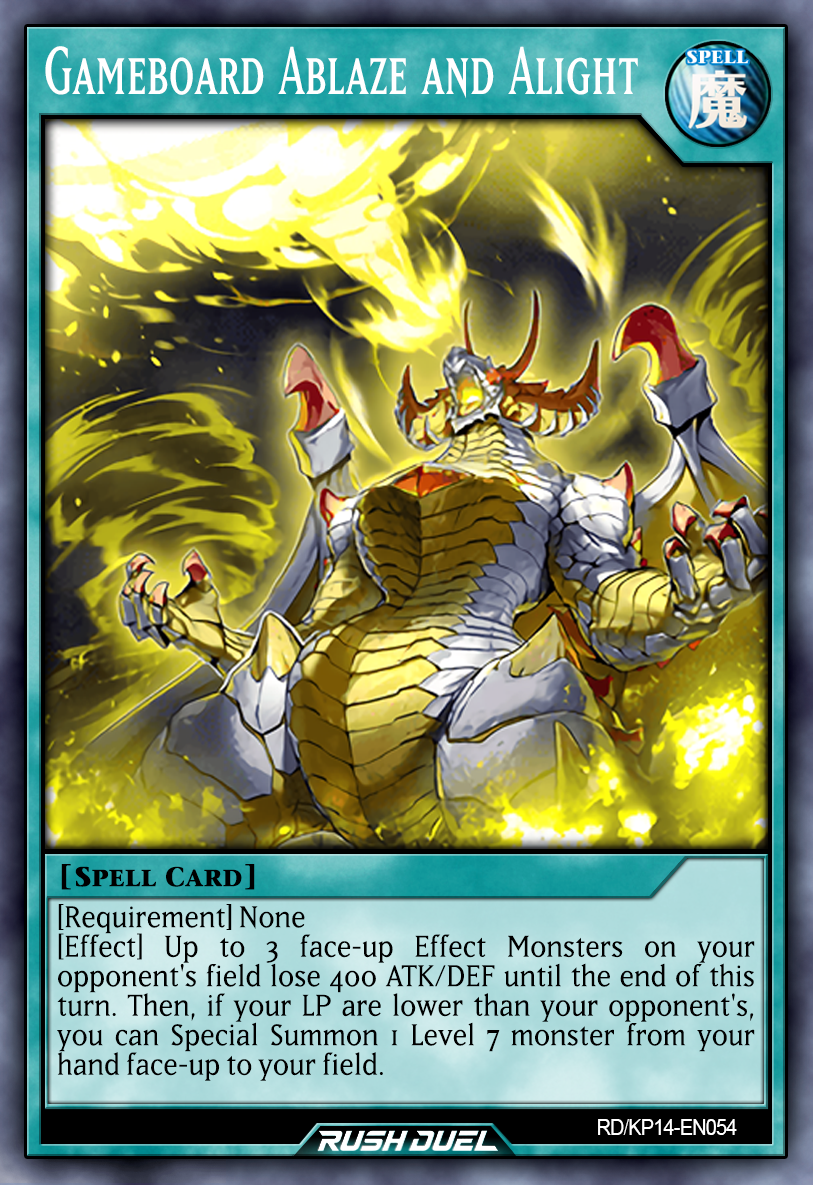 Gameboard Ablaze and Alight
SPELL
魔
[Spell Card]
[Requirement] None
[Effect] Up to 3 face-up Effect Monsters on your
opponent's field lose 400 ATK/DEF until the end of this
turn. Then, if your LP are lower than your opponent's,
you can Special Summon 1 Level 7 monster from your
hand face-up to your field.
RD/KP14-EN054
RUSH DUEL